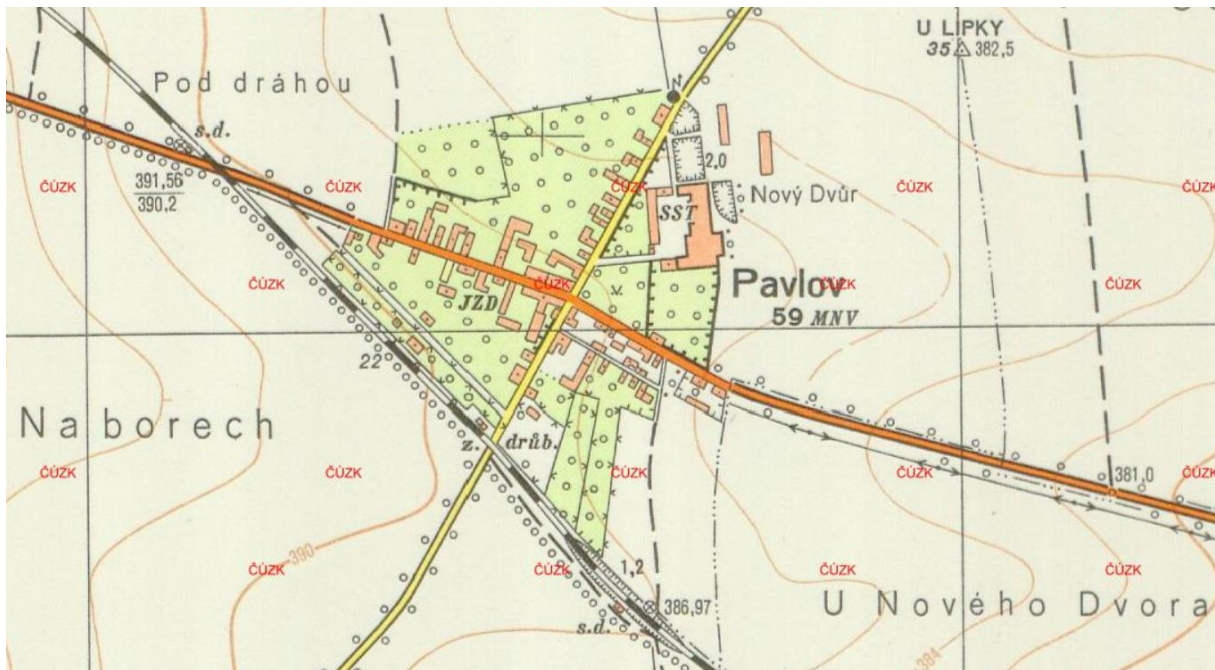 U LIPKY
35 382,5
Pod dráhou
s.d.
391,56
390,2
2,0
ČÚZK
ČÚZK
ČÚZK
ČÚZK
ČÚZK
Nový Dvůr
SST
Pavlov
59 MNV
ČÚZK
ČÚZK
ČÚZK
JZD
22
Na borech
z.
drůb.
ČÚZK
ČÚZK
ČÚZK
ČÚZK
ČÚZK
381,0
390
ČÚZK
ČÚZK
1,2
ČÚZK
ČÚZK
386,97
U Nového Dvora
s.d.
384